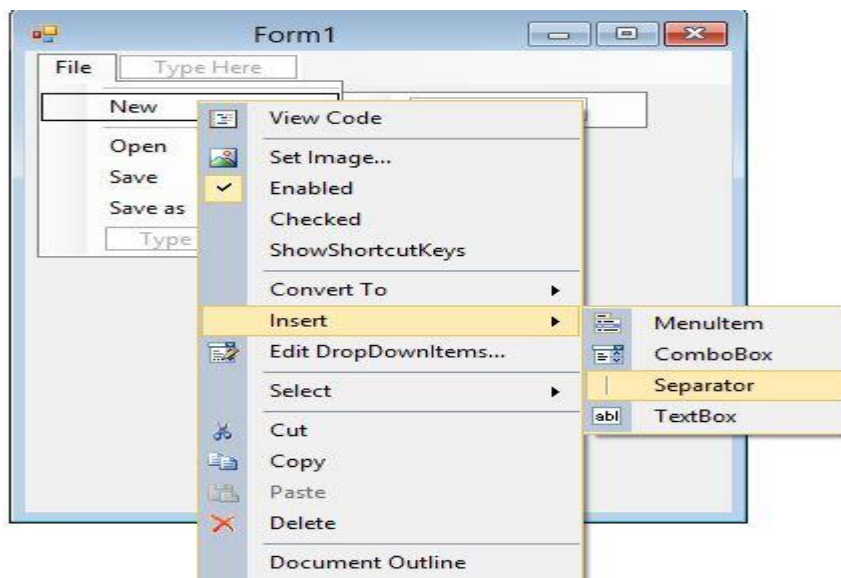 Form1
File
Type Here
New
Open
Save
Save as
Type
View Code
Set Image...
Enabled
Checked
ShowShortcutKeys
Convert To
Insert
Edit DropDownItems...
Select
Cut
Copy
Paste
Delete
Document Outline
MenuItem
ComboBox
Separator
abl TextBox